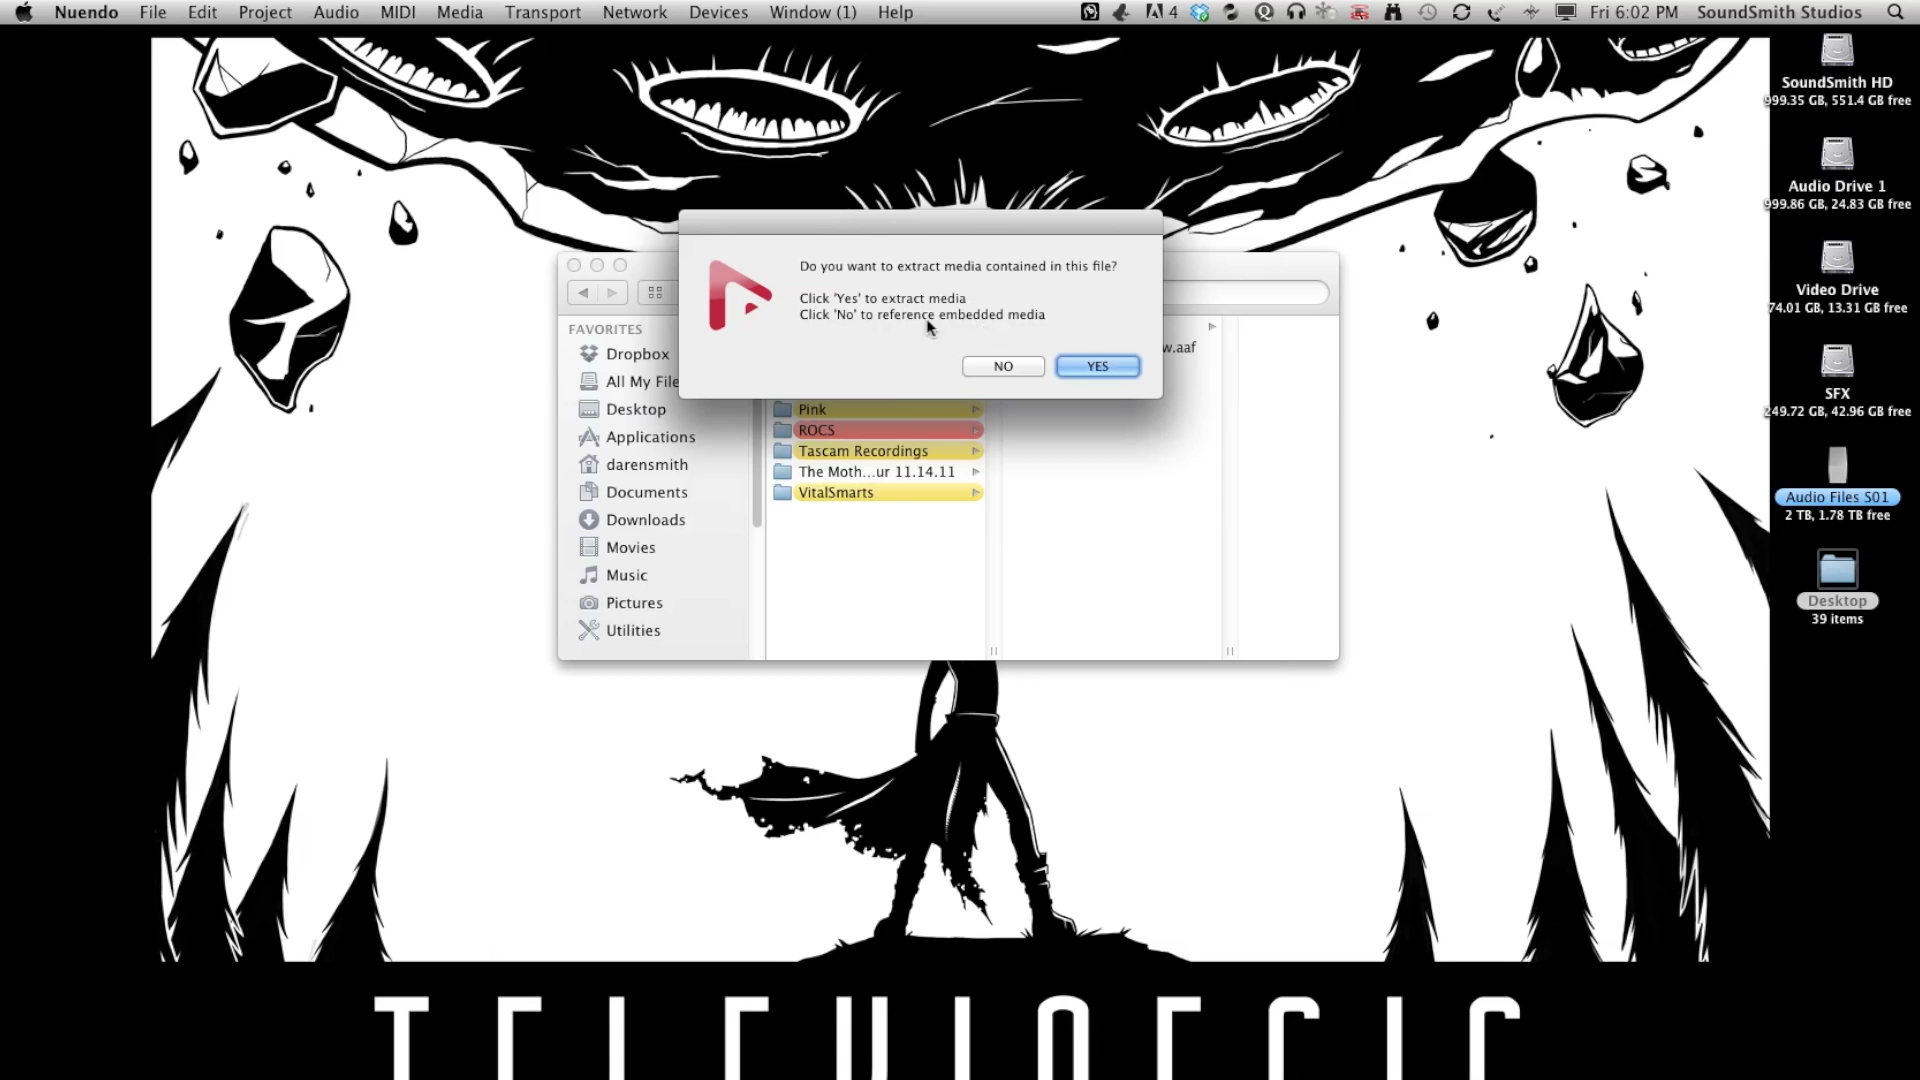 Nuendo File Edit Project Audio MIDI Media Transport Network Devices Window (1) Help
4 Fri 6:02 PM SoundSmith Studios
SoundSmith HD
999.35 GB, 551.4 GB free
Audio Drive 1
999.86 GB, 24.83 GB free
Video Drive
74.01 GB, 13.31 GB free
SFX
249.72 GB, 42.96 GB free
Audio Files S01
2 TB, 1.78 TB free
Desktop
39 items
Do you want to extract media contained in this file?
Click 'Yes' to extract media
Click 'No' to reference embedded media
NO YES
FAVORITES
Dropbox
All My File
Desktop
Applications
darensmith
Documents
Downloads
Movies
Music
Pictures
Utilities
Pink
ROCS
Tascam Recordings
The Moth...ur 11.14.11
VitalSmarts
w.aaf